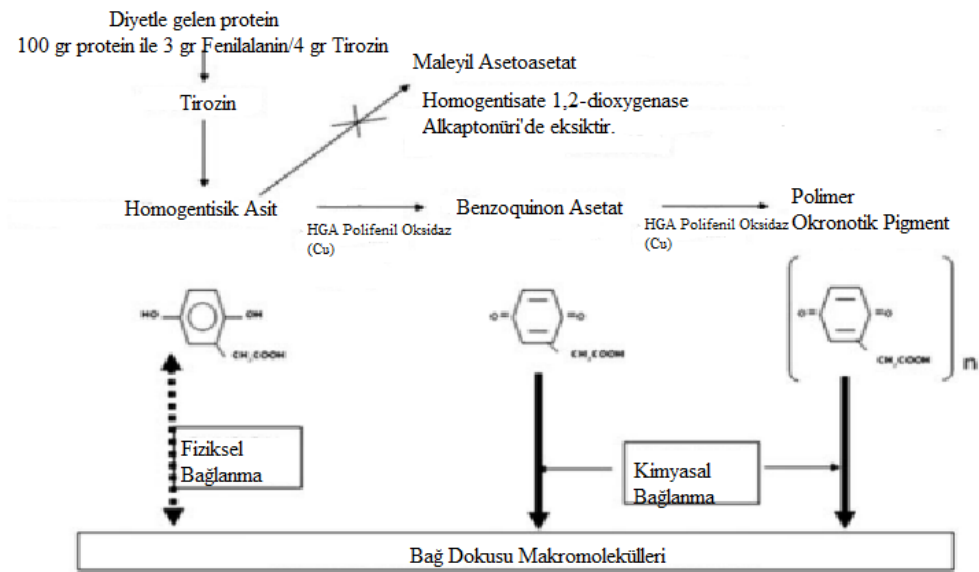 Diyetle gelen protein
100 gr protein ile 3 gr Fenilalanin/4 gr Tirozin
Maleyil Asetoasetat
Tirozin
Homogentisate 1,2-dioxygenase
Alkaptonüri'de eksiktir.
Homogentisik Asit
HGA Polifenil Oksidaz
(Cu)
Benzoquinon Asetat
HGA Polifenil Oksidaz
(Cu)
Polimer
Okronotik Pigment
HO
OH
CH₂COOH
O
O
CH₂COOH
O
O
CH₂COOH
n
Fiziksel
Bağlanma
Kimyasal
Bağlanma
Bağ Dokusu Makromolekülleri